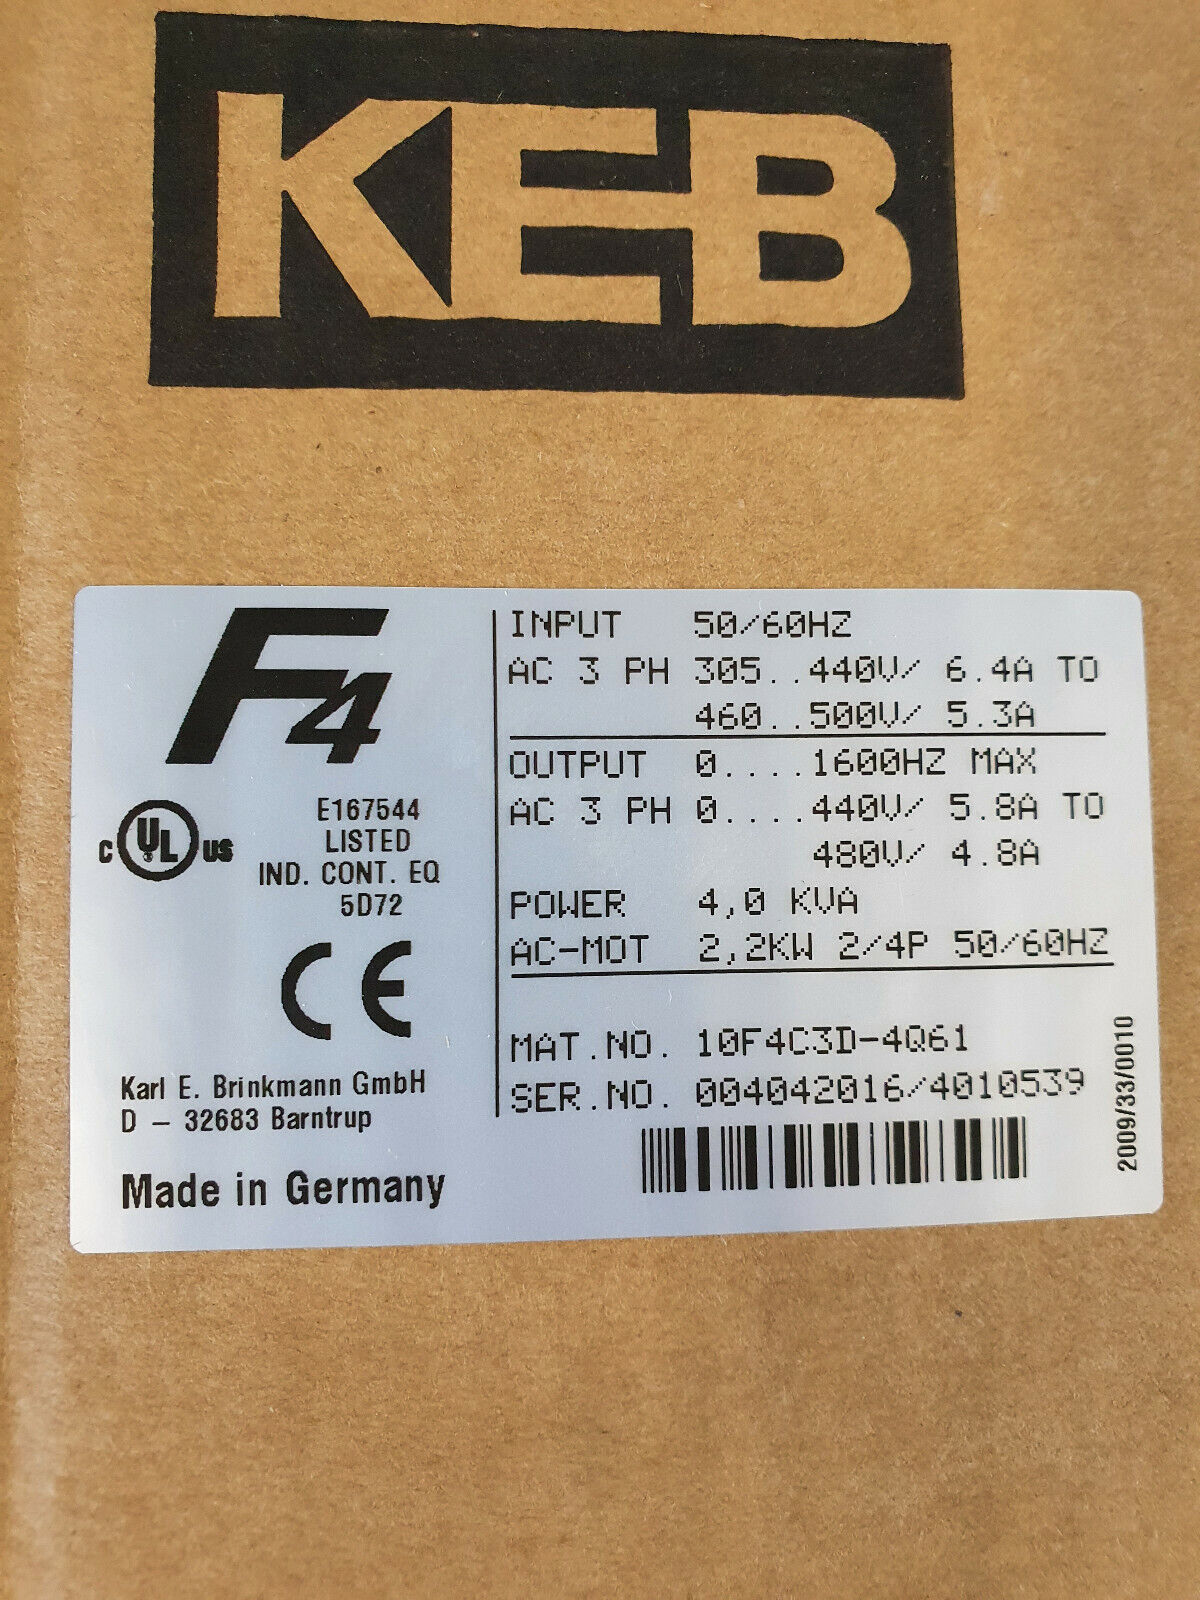 KEB
F4
E167544
LISTED
IND. CONT. EQ
5D72
C UL US
CE
Karl E. Brinkmann GmbH
D – 32683 Barntrup
Made in Germany
INPUT 50/60HZ
AC 3 PH 305..440V/ 6.4A TO
460..500V/ 5.3A
OUTPUT 0....1600HZ MAX
AC 3 PH 0....440V/ 5.8A TO
480V/ 4.8A
POWER 4,0 KVA
AC-MOT 2,2KW 2/4P 50/60HZ
MAT.NO. 10F4C3D-4Q61
SER.NO. 004042016/4010539
2009/33/0010